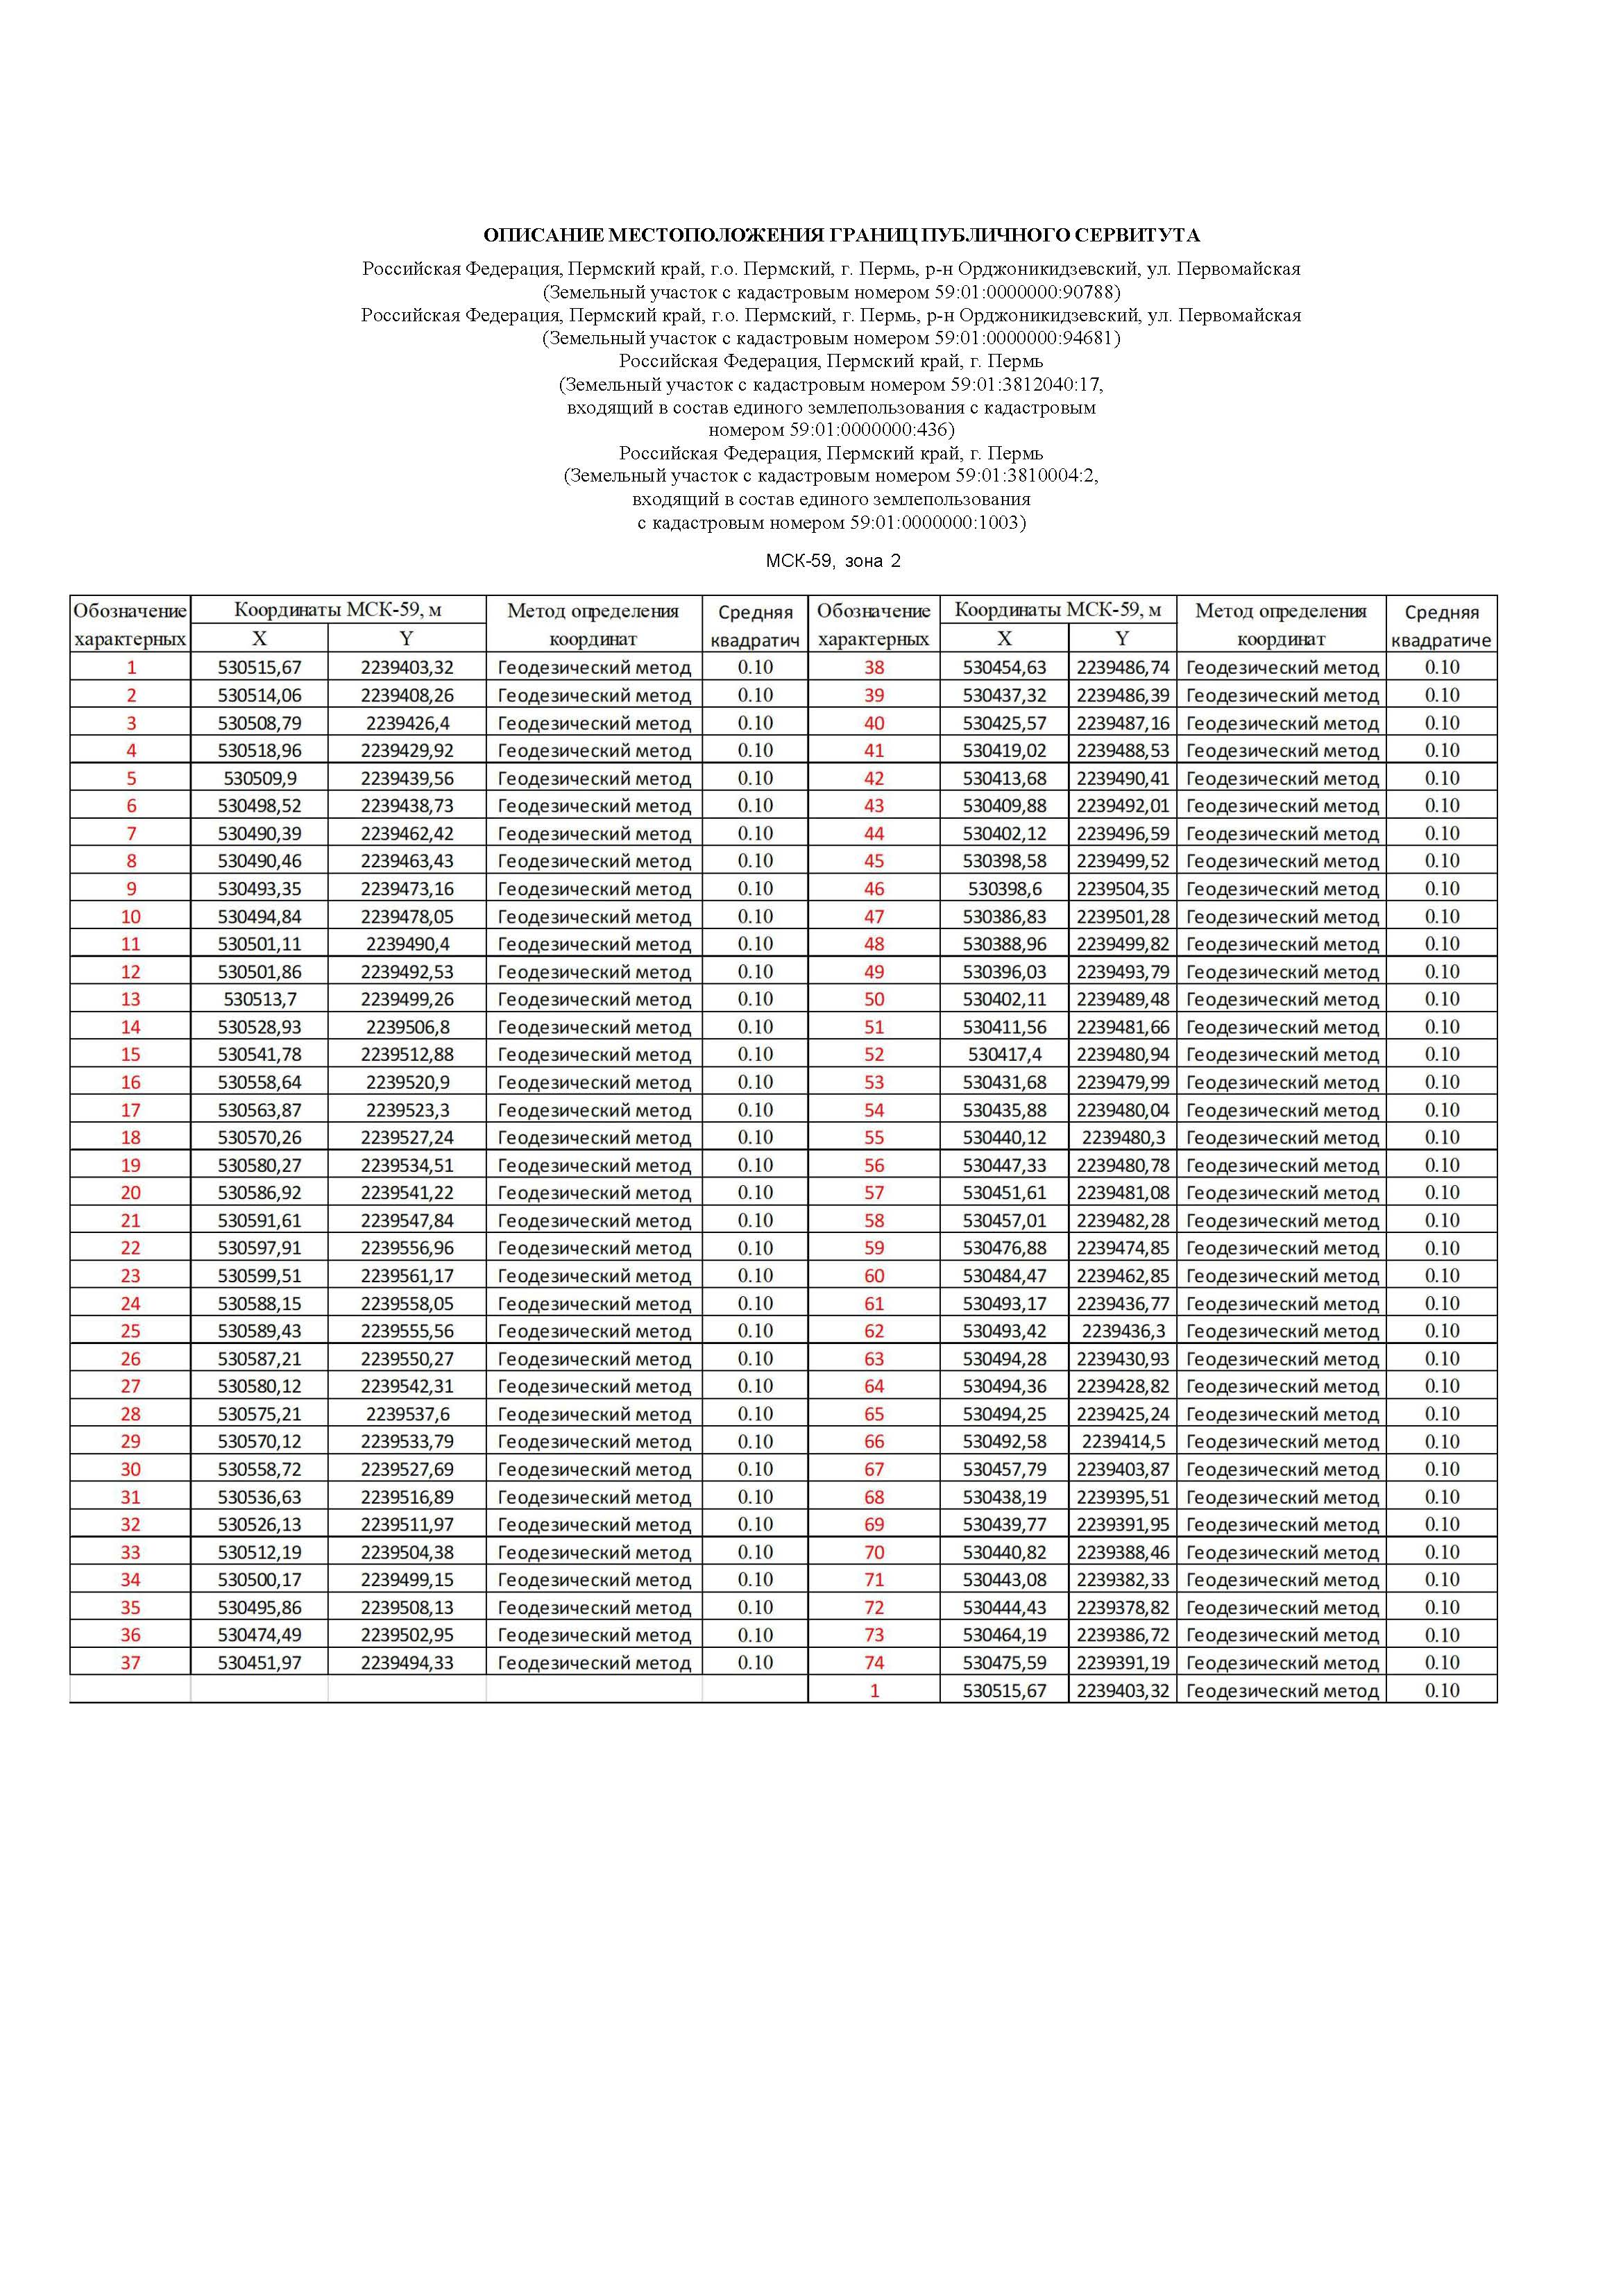 ОПИСАНИЕ МЕСТОПОЛОЖЕНИЯ ГРАНИЦ ПУБЛИЧНОГО СЕРВИТУТА
Российская Федерация, Пермский край, г.о. Пермский, г. Пермь, р-н Орджоникидзевский, ул. Первомайская
(Земельный участок с кадастровым номером 59:01:0000000:90788)
Российская Федерация, Пермский край, г.о. Пермский, г. Пермь, р-н Орджоникидзевский, ул. Первомайская
(Земельный участок с кадастровым номером 59:01:0000000:94681)
Российская Федерация, Пермский край, г. Пермь
(Земельный участок с кадастровым номером 59:01:3812040:17,
входящий в состав единого землепользования с кадастровым
номером 59:01:0000000:436)
Российская Федерация, Пермский край, г. Пермь
(Земельный участок с кадастровым номером 59:01:3810004:2,
входящий в состав единого землепользования
с кадастровым номером 59:01:0000000:1003)
МСК-59, зона 2
Обозначение Координаты МСК-59, м Метод определения Средняя Обозначение Координаты МСК-59, м Метод определения Средняя
характерных X Y координат квадратич характерных X Y координат квадратиче
1 530515,67 2239403,32 Геодезический метод 0.10 38 530454,63 2239486,74 Геодезический метод 0.10
2 530514,06 2239408,26 Геодезический метод 0.10 39 530437,32 2239486,39 Геодезический метод 0.10
3 530508,79 2239426,4 Геодезический метод 0.10 40 530425,57 2239487,16 Геодезический метод 0.10
4 530518,96 2239429,92 Геодезический метод 0.10 41 530419,02 2239488,53 Геодезический метод 0.10
5 530509,9 2239439,56 Геодезический метод 0.10 42 530413,68 2239490,41 Геодезический метод 0.10
6 530498,52 2239438,73 Геодезический метод 0.10 43 530409,88 2239492,01 Геодезический метод 0.10
7 530490,39 2239462,42 Геодезический метод 0.10 44 530402,12 2239496,59 Геодезический метод 0.10
8 530490,46 2239463,43 Геодезический метод 0.10 45 530398,58 2239499,52 Геодезический метод 0.10
9 530493,35 2239473,16 Геодезический метод 0.10 46 530398,6 2239504,35 Геодезический метод 0.10
10 530494,84 2239478,05 Геодезический метод 0.10 47 530386,83 2239501,28 Геодезический метод 0.10
11 530501,11 2239490,4 Геодезический метод 0.10 48 530388,96 2239499,82 Геодезический метод 0.10
12 530501,86 2239492,53 Геодезический метод 0.10 49 530396,03 2239493,79 Геодезический метод 0.10
13 530513,7 2239499,26 Геодезический метод 0.10 50 530402,11 2239489,48 Геодезический метод 0.10
14 530528,93 2239506,8 Геодезический метод 0.10 51 530411,56 2239481,66 Геодезический метод 0.10
15 530541,78 2239512,88 Геодезический метод 0.10 52 530417,4 2239480,94 Геодезический метод 0.10
16 530558,64 2239520,9 Геодезический метод 0.10 53 530431,68 2239479,99 Геодезический метод 0.10
17 530563,87 2239523,3 Геодезический метод 0.10 54 530435,88 2239480,04 Геодезический метод 0.10
18 530570,26 2239527,24 Геодезический метод 0.10 55 530440,12 2239480,3 Геодезический метод 0.10
19 530580,27 2239534,51 Геодезический метод 0.10 56 530447,33 2239480,78 Геодезический метод 0.10
20 530586,92 2239541,22 Геодезический метод 0.10 57 530451,61 2239481,08 Геодезический метод 0.10
21 530591,61 2239547,84 Геодезический метод 0.10 58 530457,01 2239482,28 Геодезический метод 0.10
22 530597,91 2239556,96 Геодезический метод 0.10 59 530476,88 2239474,85 Геодезический метод 0.10
23 530599,51 2239561,17 Геодезический метод 0.10 60 530484,47 2239462,85 Геодезический метод 0.10
24 530588,15 2239558,05 Геодезический метод 0.10 61 530493,17 2239436,77 Геодезический метод 0.10
25 530589,43 2239555,56 Геодезический метод 0.10 62 530493,42 2239436,3 Геодезический метод 0.10
26 530587,21 2239550,27 Геодезический метод 0.10 63 530494,28 2239430,93 Геодезический метод 0.10
27 530580,12 2239542,31 Геодезический метод 0.10 64 530494,36 2239428,82 Геодезический метод 0.10
28 530575,21 2239537,6 Геодезический метод 0.10 65 530494,25 2239425,24 Геодезический метод 0.10
29 530570,12 2239533,79 Геодезический метод 0.10 66 530492,58 2239414,5 Геодезический метод 0.10
30 530558,72 2239527,69 Геодезический метод 0.10 67 530457,79 2239403,87 Геодезический метод 0.10
31 530536,63 2239516,89 Геодезический метод 0.10 68 530438,19 2239395,51 Геодезический метод 0.10
32 530526,13 2239511,97 Геодезический метод 0.10 69 530439,77 2239391,95 Геодезический метод 0.10
33 530512,19 2239504,38 Геодезический метод 0.10 70 530440,82 2239388,46 Геодезический метод 0.10
34 530500,17 2239499,15 Геодезический метод 0.10 71 530443,08 2239382,33 Геодезический метод 0.10
35 530495,86 2239508,13 Геодезический метод 0.10 72 530444,43 2239378,82 Геодезический метод 0.10
36 530474,49 2239502,95 Геодезический метод 0.10 73 530464,19 2239386,72 Геодезический метод 0.10
37 530451,97 2239494,33 Геодезический метод 0.10 74 530475,59 2239391,19 Геодезический метод 0.10
1 530515,67 2239403,32 Геодезический метод 0.10